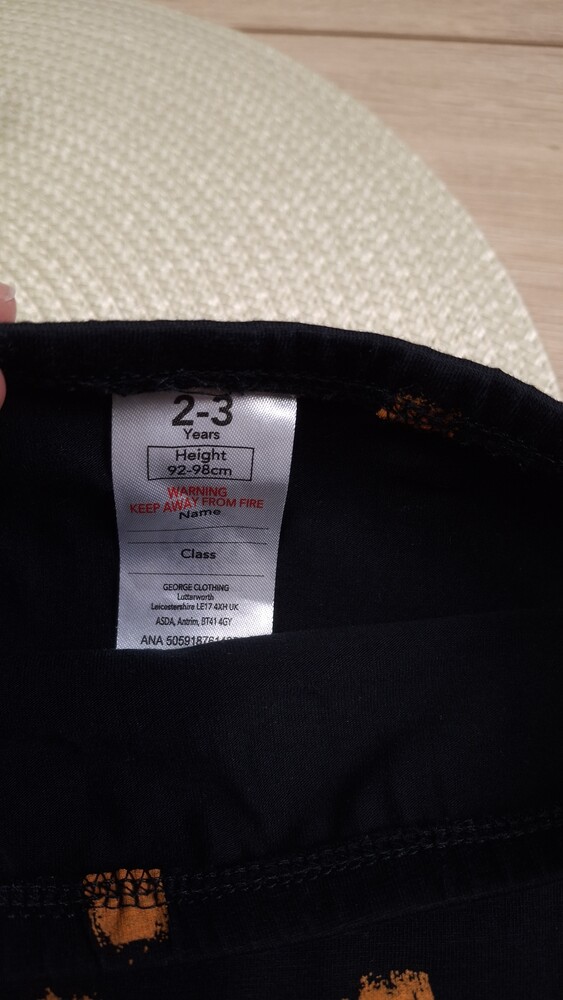 2-3
Years
Height
92-98cm
WARNING
KEEP AWAY FROM FIRE
Name
Class
GEORGE CLOTHING
Lutterworth
Leicestershire LE17 4XH UK
ASDA, Antrim, BT41 4GY
ANA